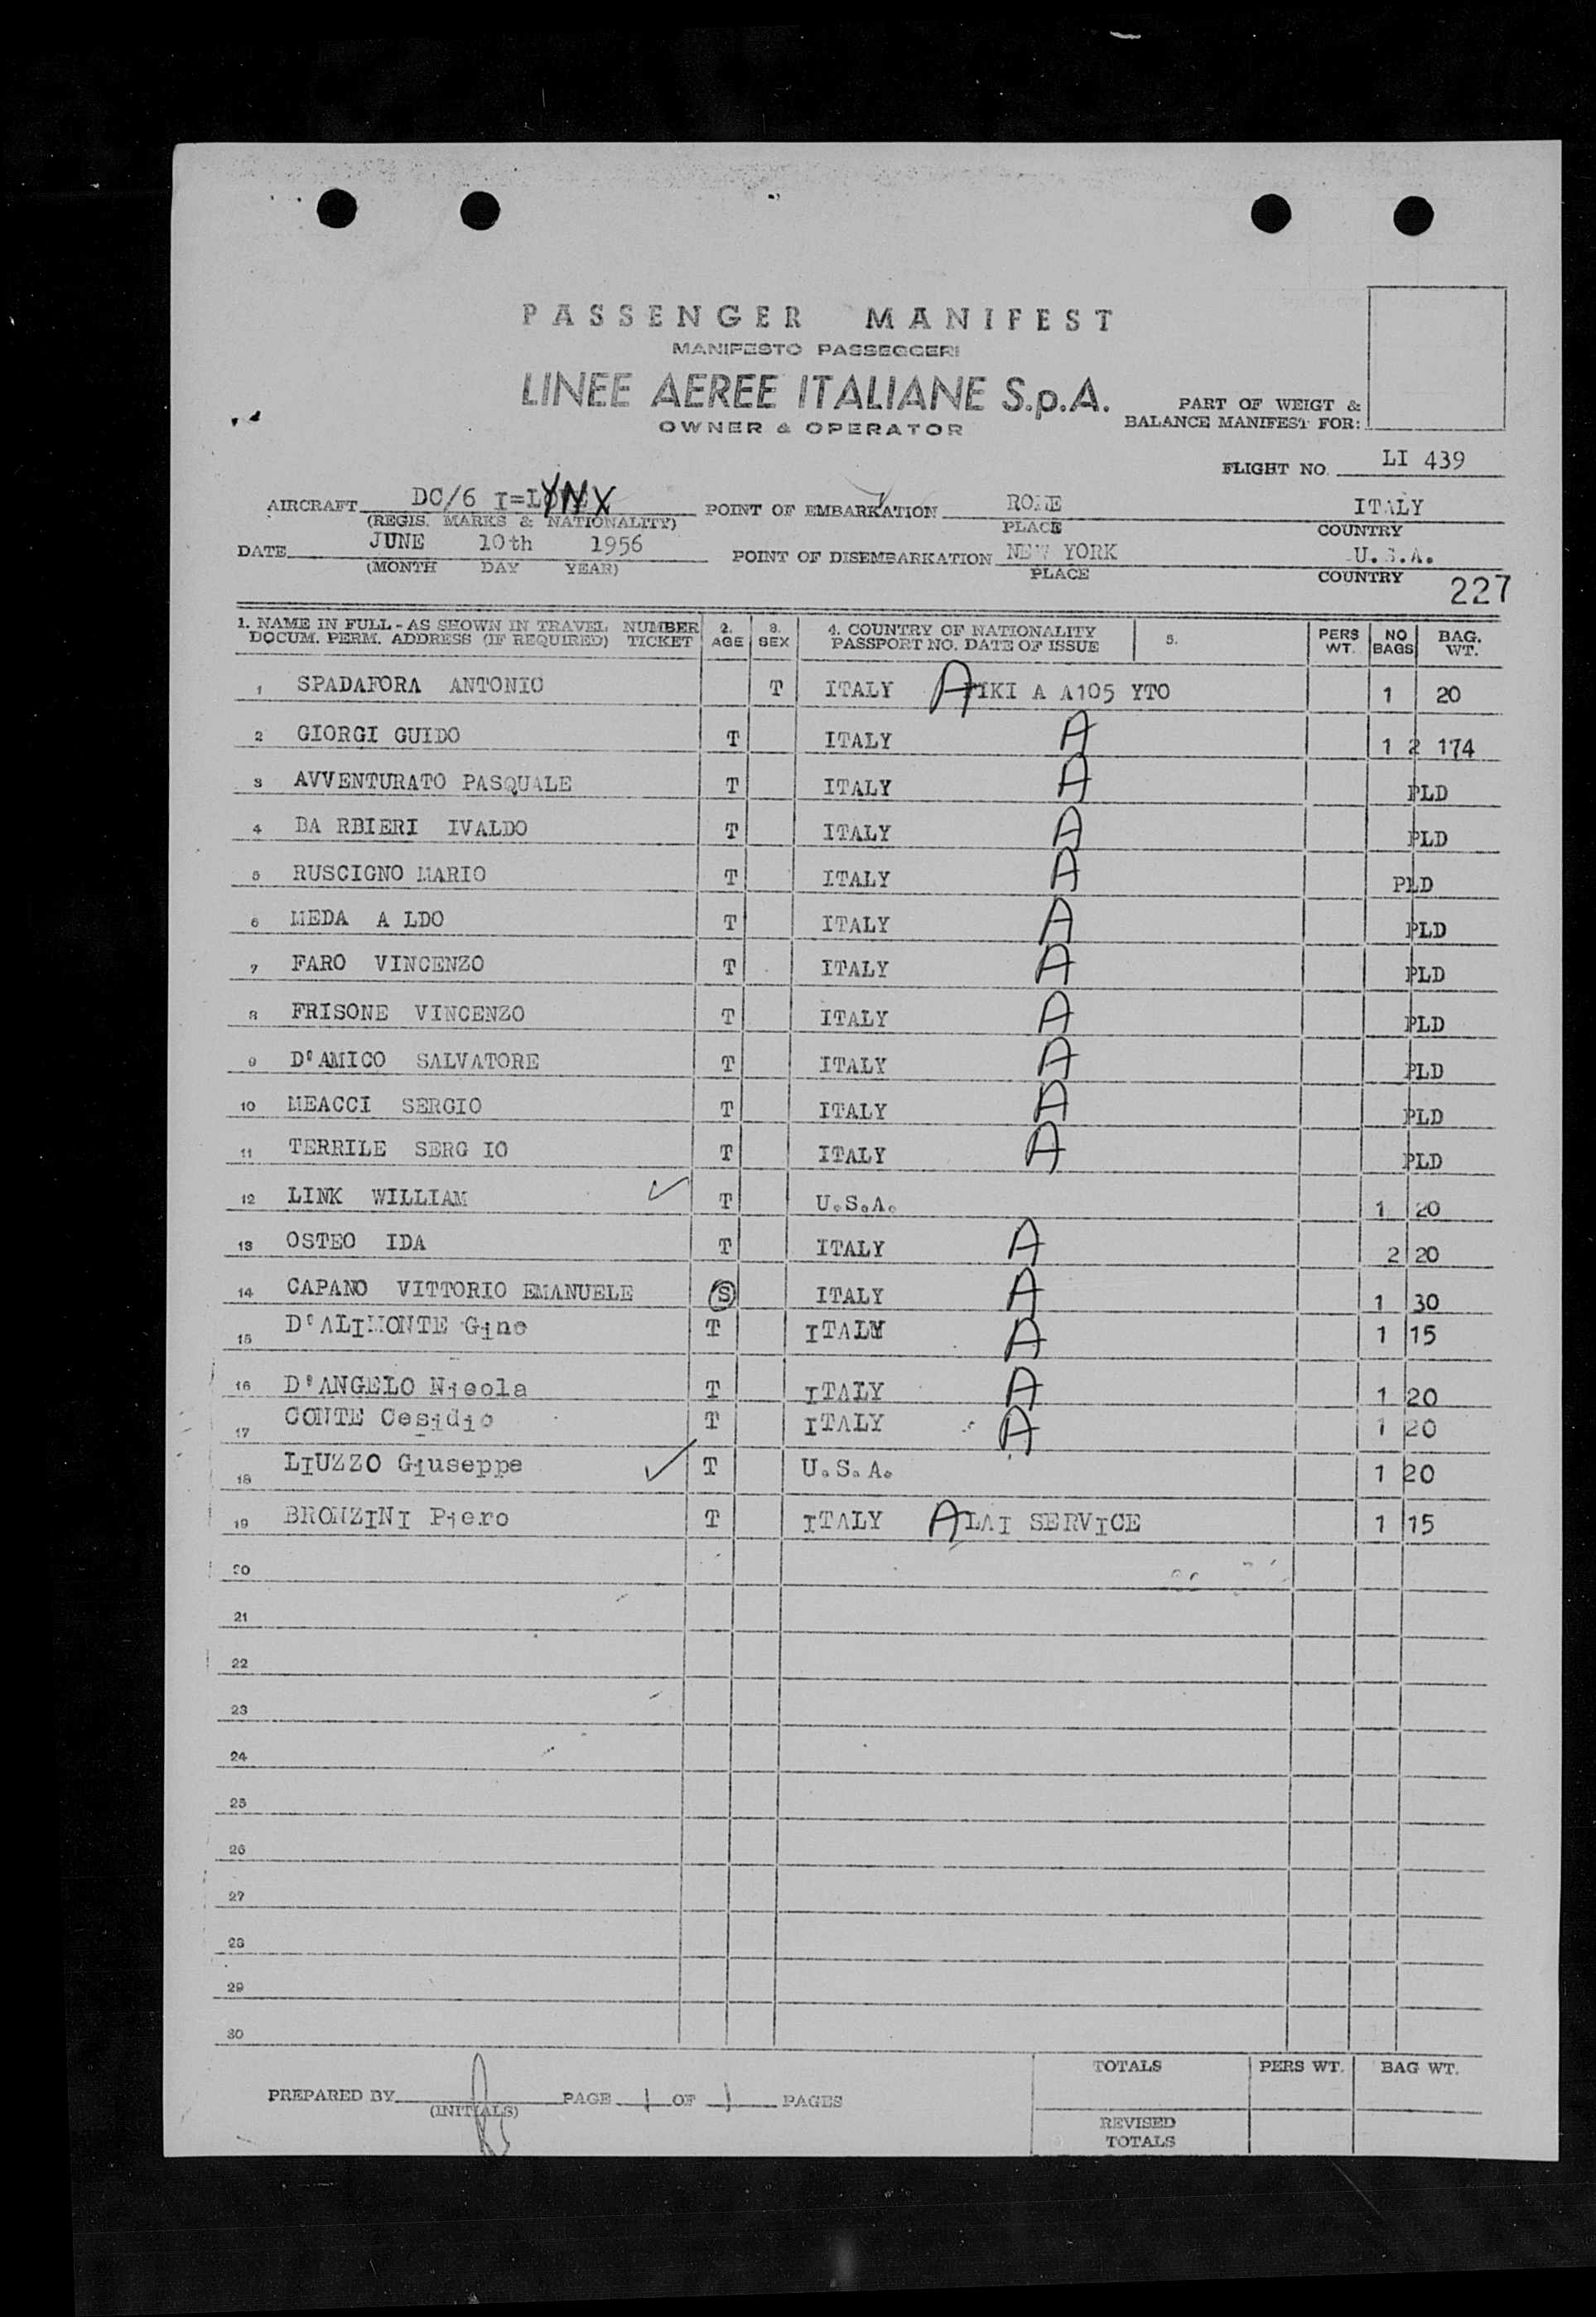 PASSENGER MANIFEST
MANIFESTO PASSEGGERI
LINEE AEREE ITALIANE S.p.A.
OWNER & OPERATOR
PART OF WEIGT &
BALANCE MANIFEST FOR:
FLIGHT NO. LI 439
AIRCRAFT DC/6 I=LYNX POINT OF EMBARKATION ROME ITALY
(REGIS. MARKS & NATIONALITY) PLACE COUNTRY
DATE JUNE 10th 1956 POINT OF DISEMBARKATION NEW YORK U.S.A.
(MONTH DAY YEAR) PLACE COUNTRY
227
1. NAME IN FULL - AS SHOWN IN TRAVEL NUMBER 2. 3. 4. COUNTRY OF NATIONALITY 5. PERS NO BAG.
DOCUM. PERM. ADDRESS (IF REQUIRED) TICKET AGE SEX PASSPORT NO. DATE OF ISSUE WT. BAGS WT.
1 SPADAFORA ANTONIO T ITALY A IKI A A105 YTO 1 20
2 GIORGI GUIDO T ITALY A 1 2 174
3 AVVENTURATO PASQUALE T ITALY A PLD
4 BA RBIERI IVALDO T ITALY A PLD
5 RUSCIGNO MARIO T ITALY A PLD
6 MEDA A LDO T ITALY A PLD
7 FARO VINCENZO T ITALY A PLD
8 FRISONE VINCENZO T ITALY A PLD
9 D'AMICO SALVATORE T ITALY A PLD
10 MEACCI SERGIO T ITALY A PLD
11 TERRILE SERG IO T ITALY A PLD
12 LINK WILLIAM ✓ T U.S.A. 1 20
13 OSTEO IDA T ITALY A 2 20
14 CAPANO VITTORIO EMANUELE S ITALY A 1 30
15 D'ALIMONTE Gino T ITALY A 1 15
16 D'ANGELO Nicola T ITALY A 1 20
17 CONTE Cesidio T ITALY A 1 20
18 LIUZZO Giuseppe ✓ T U.S.A. 1 20
19 BRONZINI Piero T ITALY A LAI SERVICE 1 15
20
21
22
23
24
25
26
27
28
29
30
TOTALS PERS WT. BAG WT.
PREPARED BY PAGE 1 OF 1 PAGES
(INITIALS)
REVISED
TOTALS